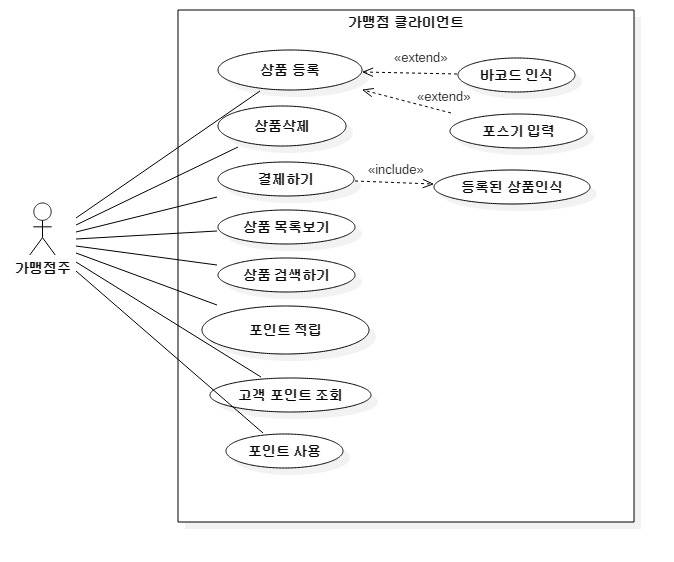 가맹점 클라이언트
상품 등록
«extend»
바코드 인식
«extend»
상품삭제
포스기 입력
결제하기
«include»
등록된 상품인식
상품 목록보기
가맹점주
상품 검색하기
포인트 적립
고객 포인트 조회
포인트 사용